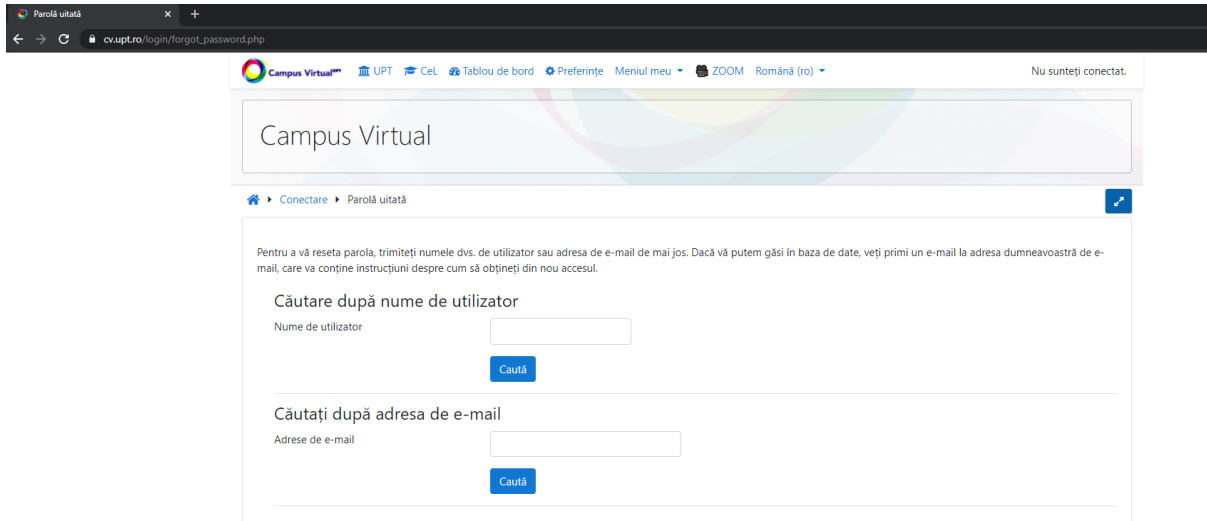 Parolă uitată
cv.upt.ro/login/forgot_password.php
Campus Virtual UPT CeL Tablou de bord Preferințe Meniul meu ZOOM Română (ro) Nu sunteți conectat.
Campus Virtual
Conectare Parolă uitată
Pentru a vă reseta parola, trimiteți numele dvs. de utilizator sau adresa de e-mail de mai jos. Dacă vă putem găsi în baza de date, veți primi un e-mail la adresa dumneavoastră de e-
mail, care va conține instrucțiuni despre cum să obțineți din nou accesul.
Căutare după nume de utilizator
Nume de utilizator
Caută
Căutați după adresa de e-mail
Adrese de e-mail
Caută